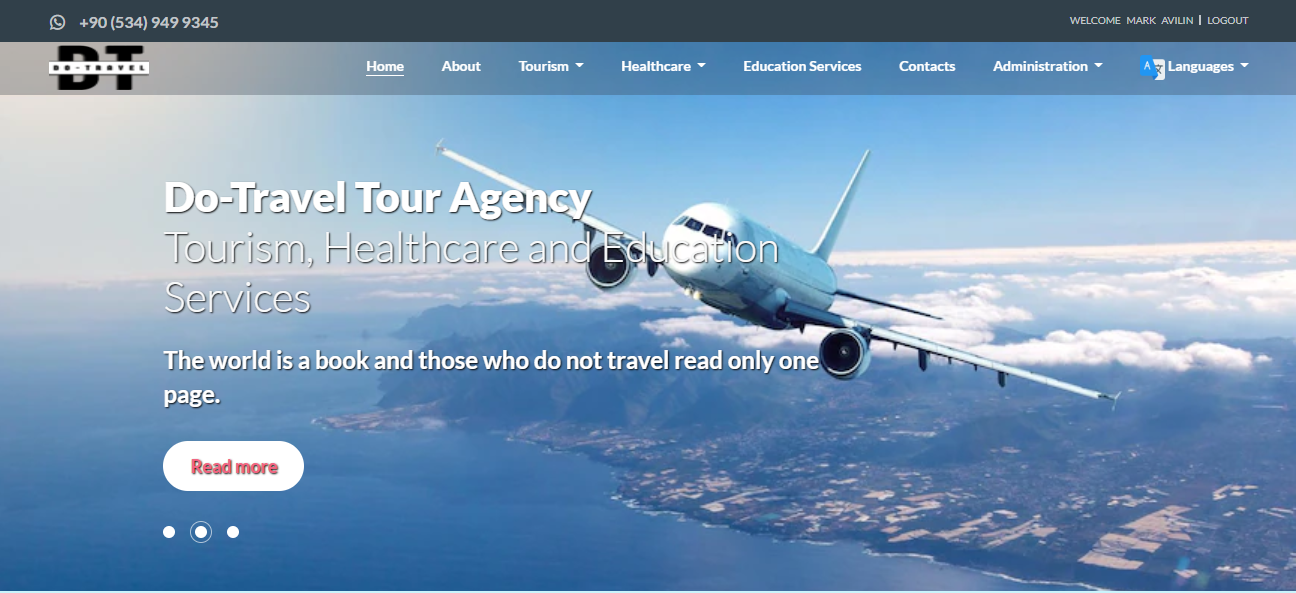 +90 (534) 949 9345
WELCOME MARK AVILIN | LOGOUT
DT
DO-TRAVEL
Home About Tourism Healthcare Education Services Contacts Administration Languages
Do-Travel Tour Agency
Tourism, Healthcare and Education
Services
The world is a book and those who do not travel read only one
page.
Read more